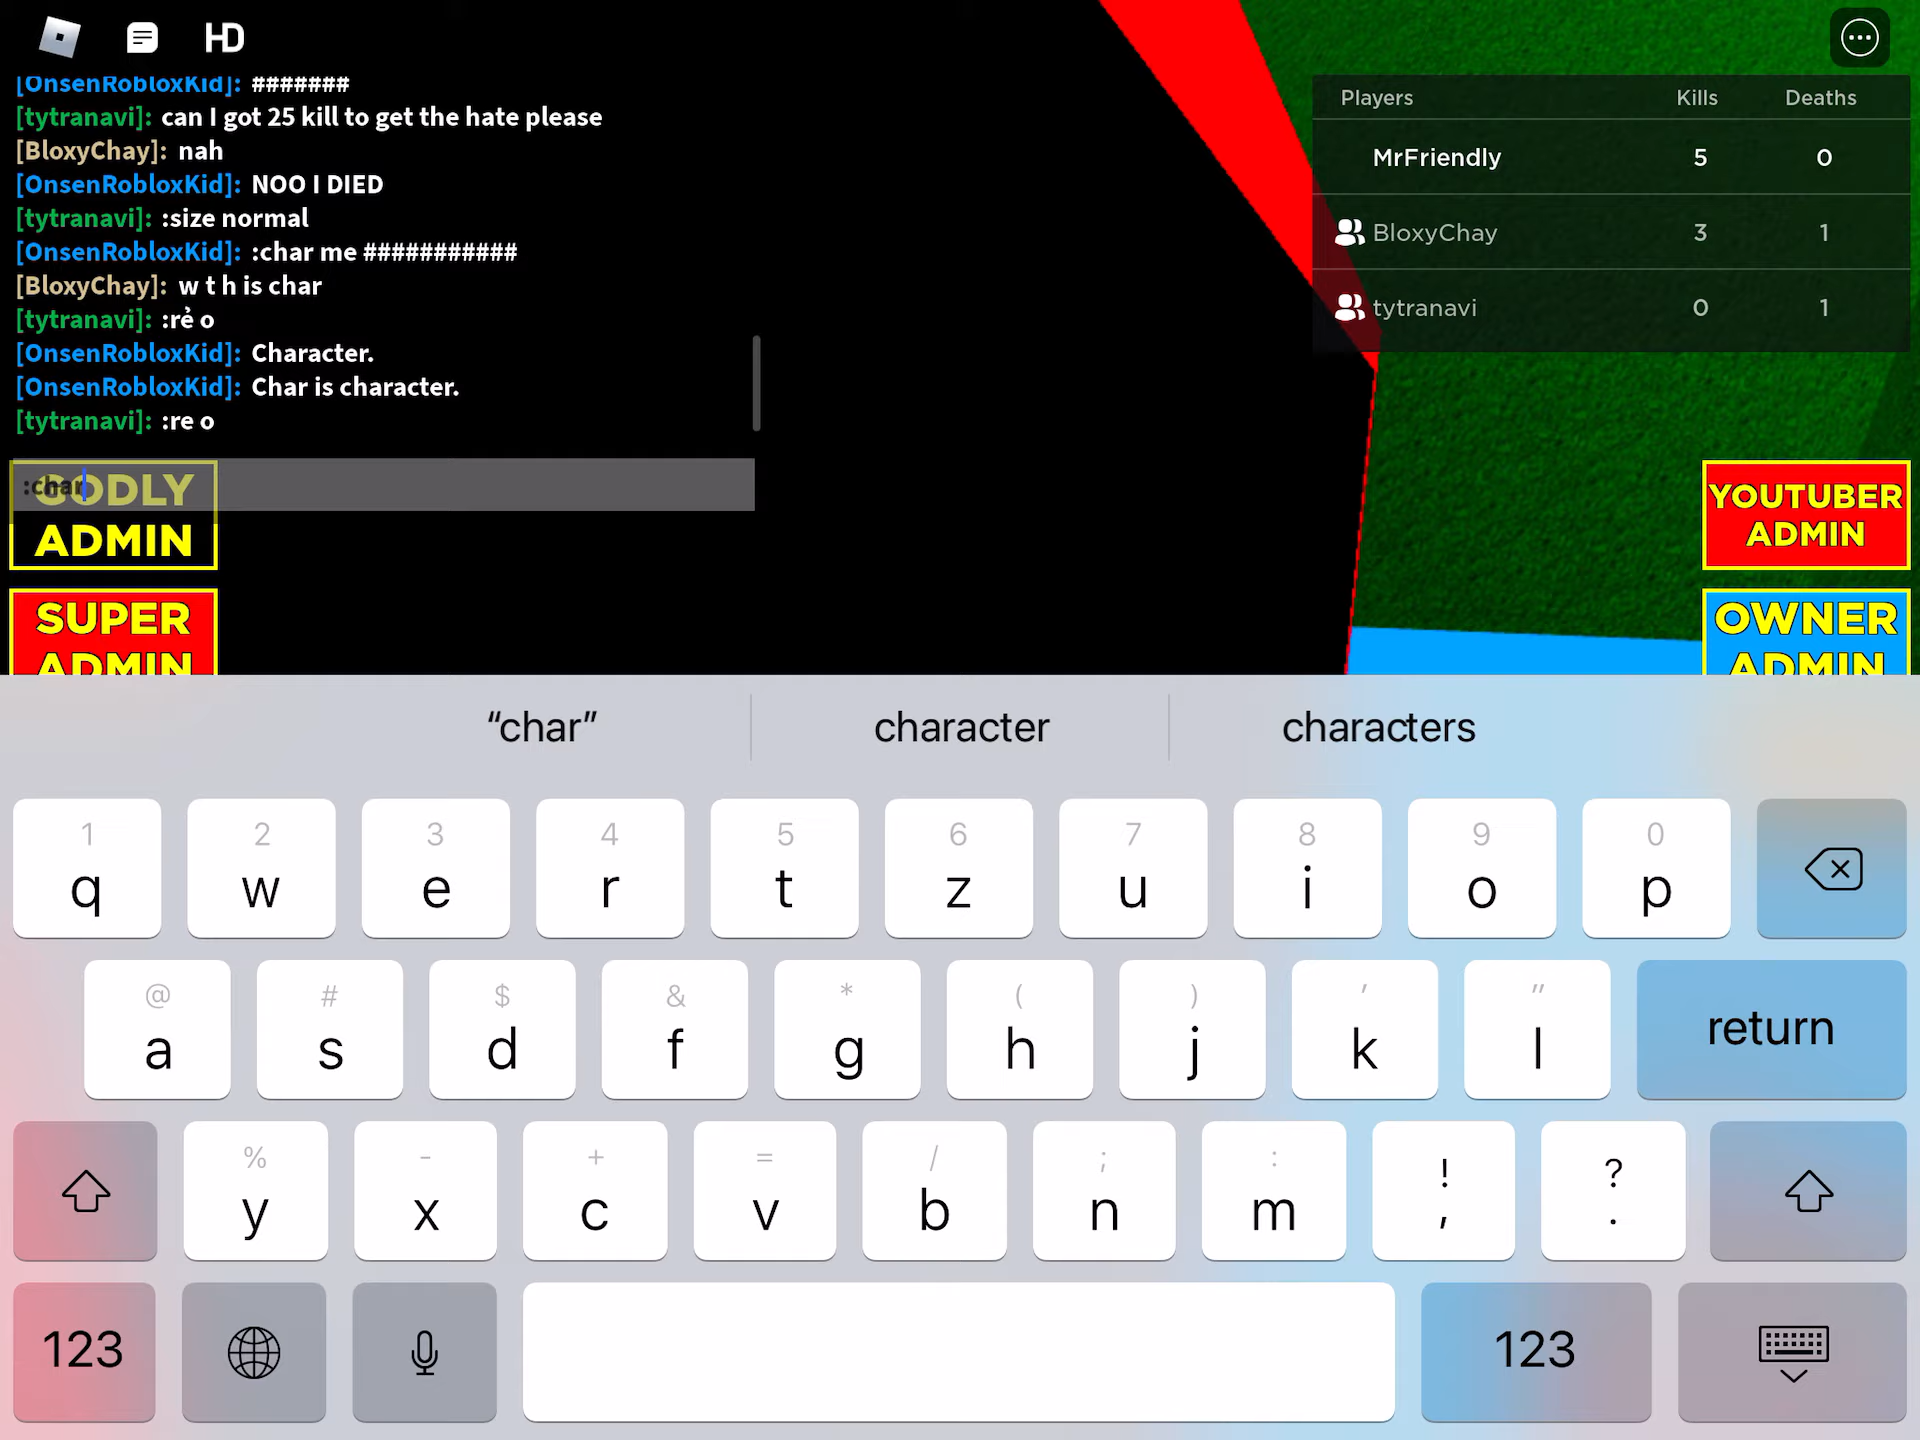 HD
[OnsenRobloxKid]: #######
[tytranavi]: can I got 25 kill to get the hate please
[BloxyChay]: nah
[OnsenRobloxKid]: NOO I DIED
[tytranavi]: :size normal
[OnsenRobloxKid]: :char me ###########
[BloxyChay]: w t h is char
[tytranavi]: :rẻ o
[OnsenRobloxKid]: Character.
[OnsenRobloxKid]: Char is character.
[tytranavi]: :re o
:char
Players Kills Deaths
MrFriendly 5 0
BloxyChay 3 1
tytranavi 0 1
GODLY
ADMIN
SUPER
ADMIN
YOUTUBER
ADMIN
OWNER
ADMIN
“char” character characters
1 2 3 4 5 6 7 8 9 0
q w e r t z u i o p
@ # $ & * ( ) ' "
a s d f g h j k l return
% - + = / ; : ! ?
y x c v b n m , .
123 123